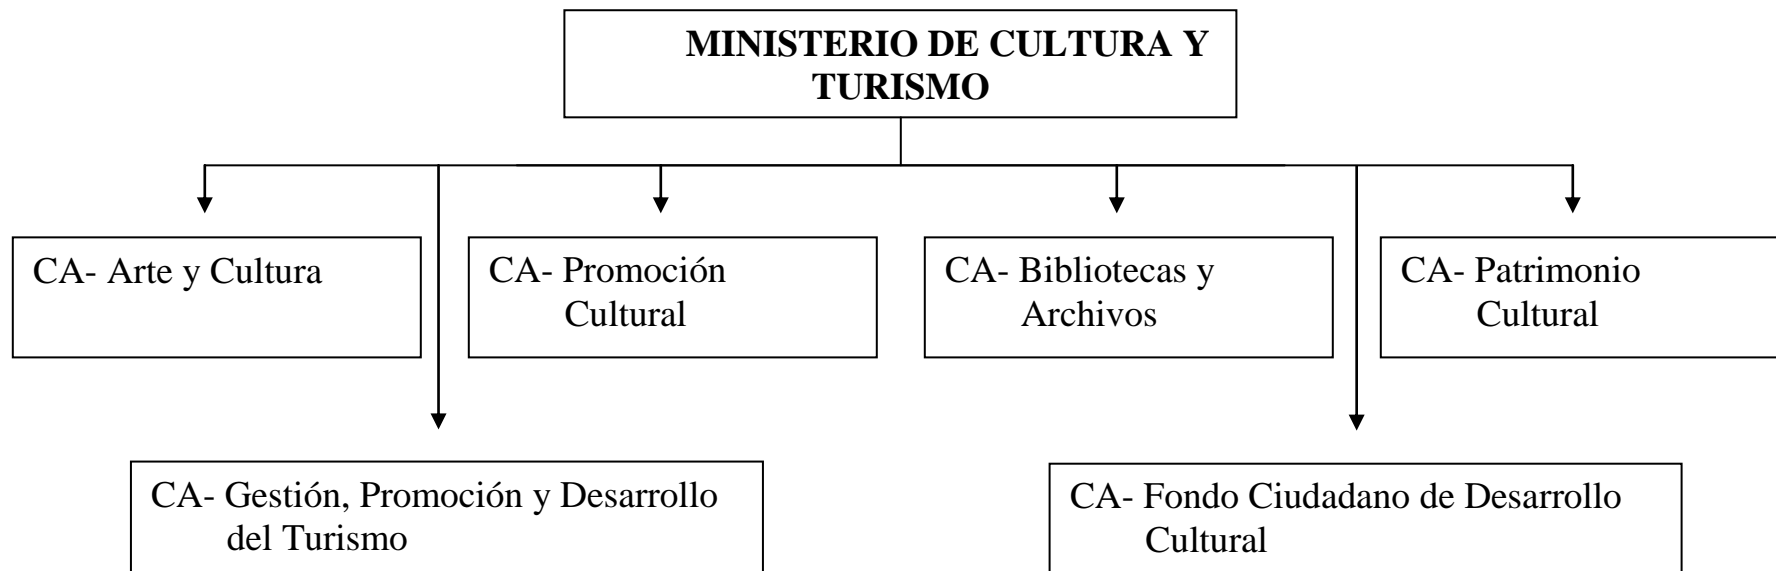 MINISTERIO DE CULTURA Y
TURISMO
CA- Arte y Cultura
CA- Promoción
Cultural
CA- Bibliotecas y
Archivos
CA- Patrimonio
Cultural
CA- Gestión, Promoción y Desarrollo
del Turismo
CA- Fondo Ciudadano de Desarrollo
Cultural